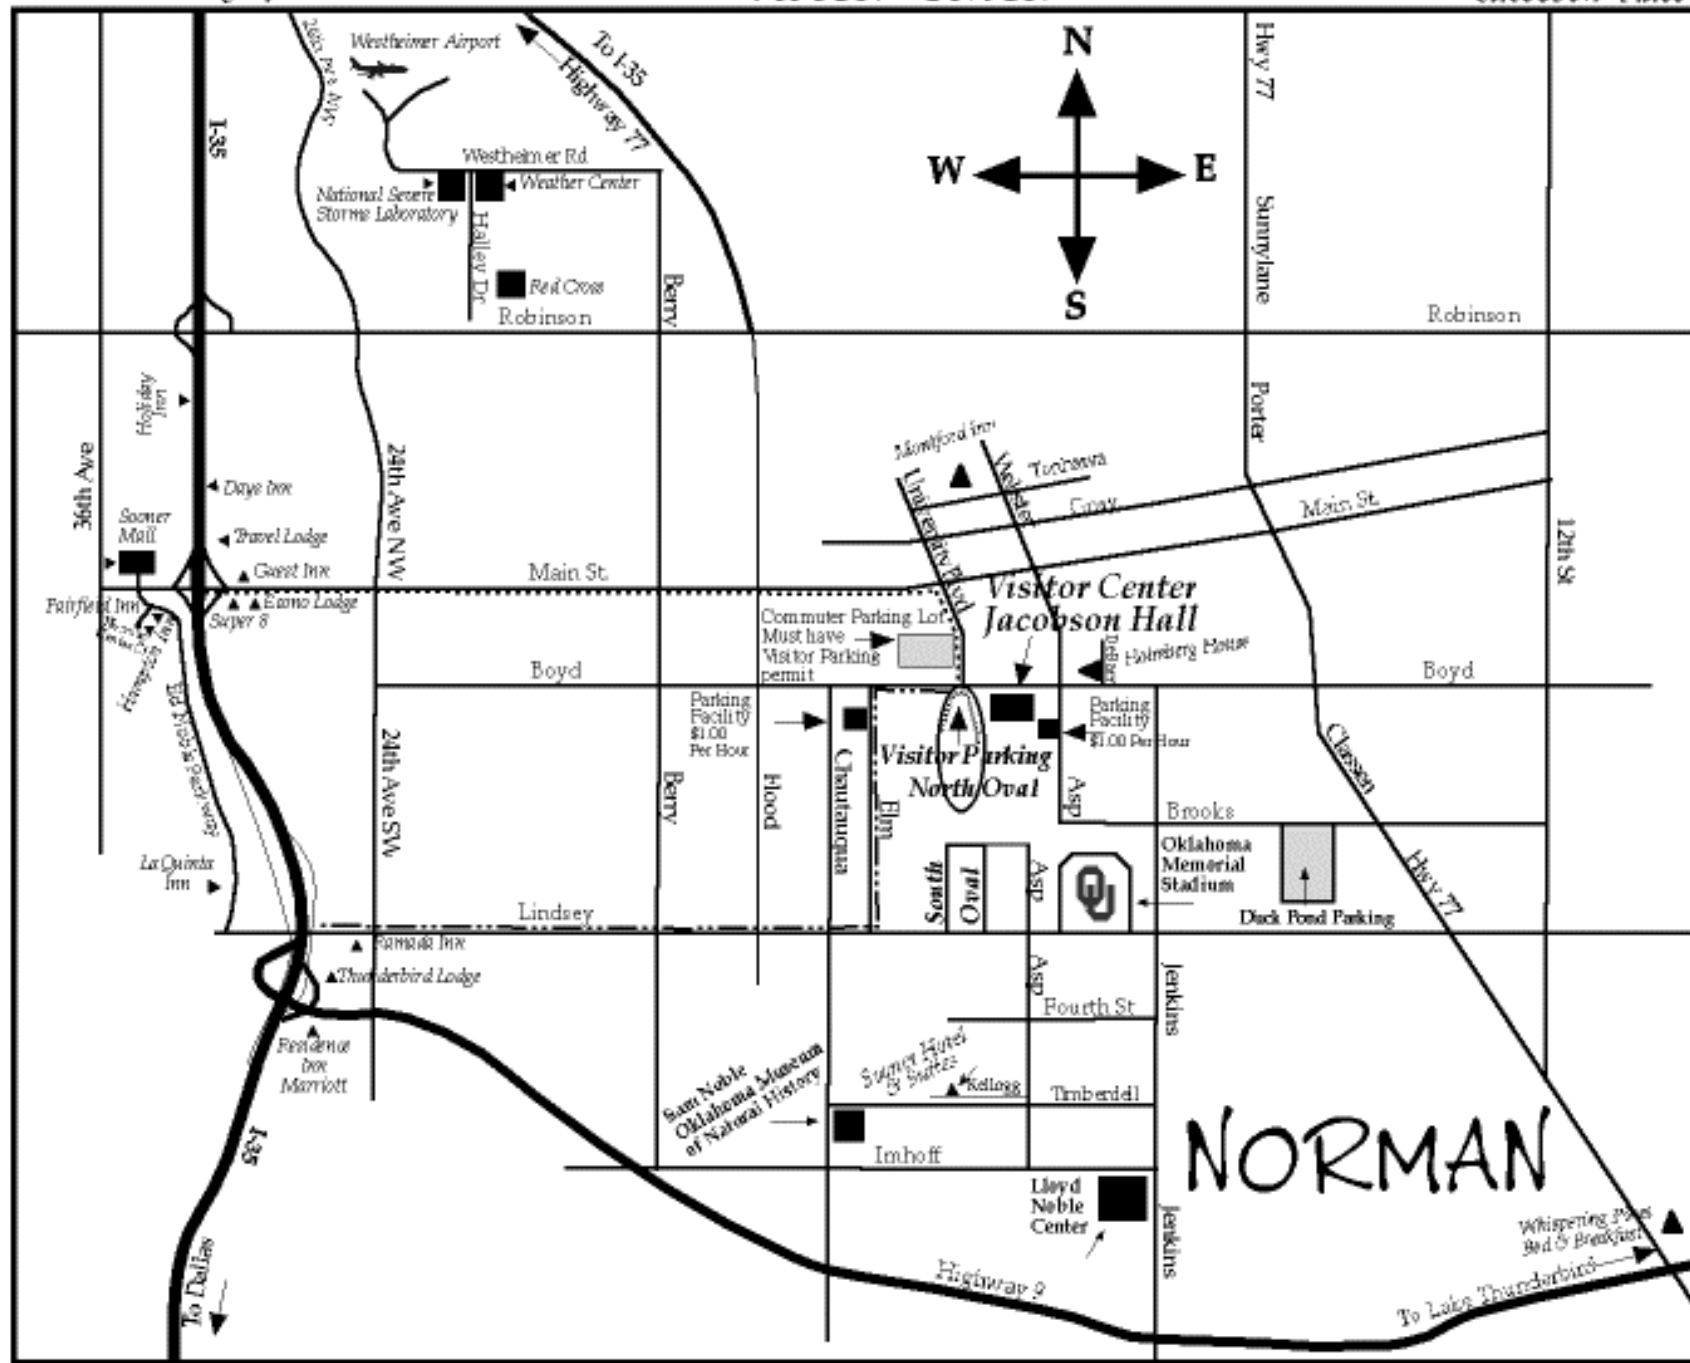 N
W
E
S
Westheimer Airport
To I-35
Highway 77
Hwy 77
I-35
Westheimer Rd
Weather Center
National Severe
Storms Laboratory
Halley Dr
Red Cross
Berry
Sunnylane
Robinson
Robinson
Holiday
Inn
Porter
36th Ave
24th Ave NW
Days Inn
Montford Inn
Webster
Tonhawa
Gray
Main St.
University Blvd
12th St
Sooner
Mall
Travel Lodge
Guest Inn
Main St.
Fairfield Inn
Econo Lodge
Super 8
Visitor Center
Jacobson Hall
Commuter Parking Lot
Must have
Visitor Parking
permit
DeBarr
Holmberg House
Boyd
Boyd
Ed Noble Parkway
24th Ave SW
Parking
Facility
$1.00
Per Hour
Parking
Facility
$1.00 Per Hour
Visitor Parking
North Oval
Berry
Flood
Chautauqua
Elm
Asp
Brooks
Classen
Hwy 77
La Quinta
Inn
South
Oval
Asp
OU
Oklahoma
Memorial
Stadium
Duck Pond Parking
Lindsey
Ramada Inn
Thunderbird Lodge
Asp
Jenkins
Fourth St
Residence
Inn
Marriott
Sam Noble
Oklahoma Museum
of Natural History
Sumner Hotel
& Suites
Kellogg
Timberdell
Imhoff
I-35
NORMAN
Lloyd
Noble
Center
Jenkins
Whispering Pines
Bed & Breakfast
To Dallas
Highway 9
To Lake Thunderbird